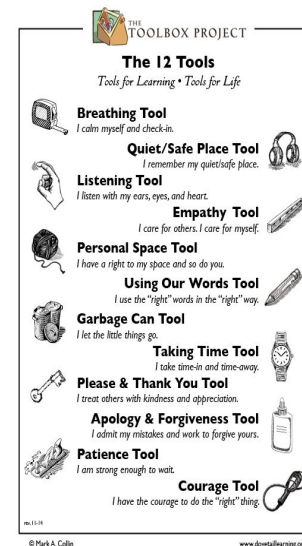 THE
TOOLBOX PROJECT
The 12 Tools
Tools for Learning • Tools for Life
Breathing Tool
I calm myself and check-in.
Quiet/Safe Place Tool
I remember my quiet/safe place.
Listening Tool
I listen with my ears, eyes, and heart.
Empathy Tool
I care for others. I care for myself.
Personal Space Tool
I have a right to my space and so do you.
Using Our Words Tool
I use the “right” words in the “right” way.
Garbage Can Tool
I let the little things go.
Taking Time Tool
I take time-in and time-away.
Please & Thank You Tool
I treat others with kindness and appreciation.
Apology & Forgiveness Tool
I admit my mistakes and work to forgive yours.
Patience Tool
I am strong enough to wait.
Courage Tool
I have the courage to do the “right” thing.
© Mark A. Collin